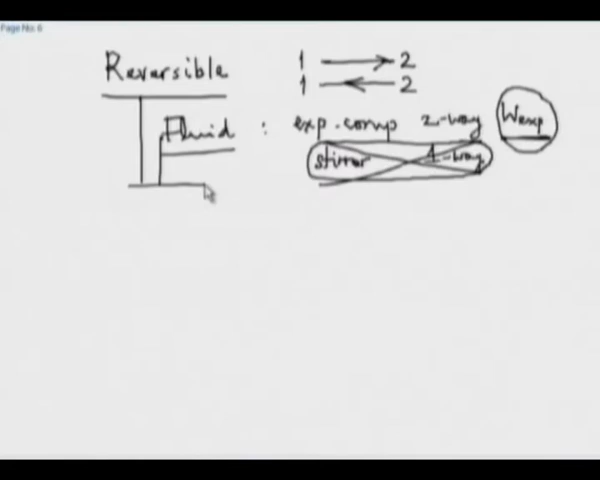 Page No: 6
Reversible 1 → 2
1 ← 2
Fluid : exp. comp 2-way Wexp
stirrer 1-way